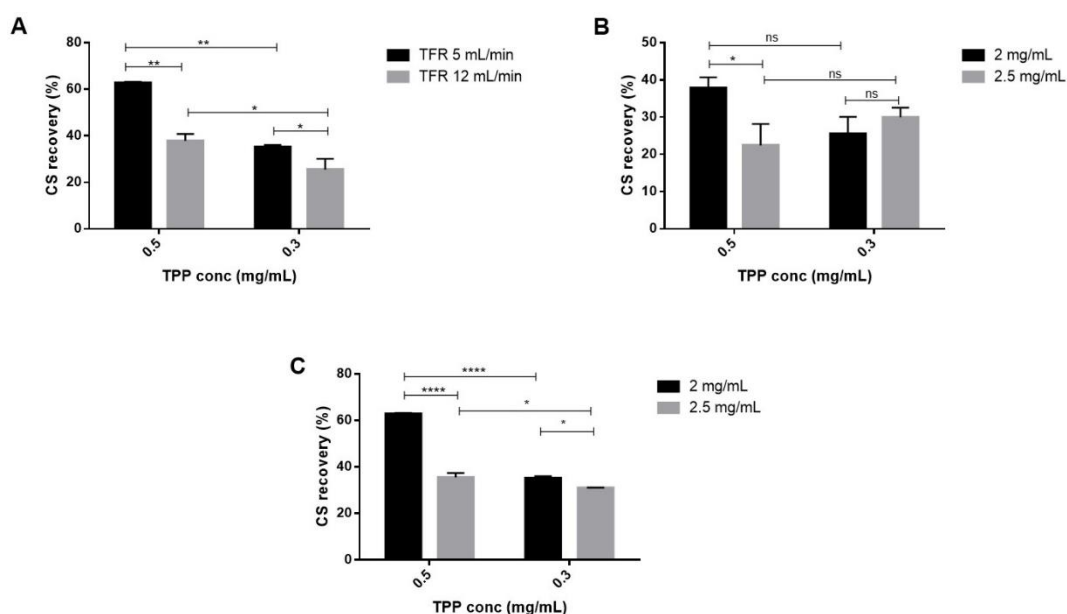 A
80
60
40
20
0
CS recovery (%)
**
**
*
*
0.5
0.3
TPP conc (mg/mL)
TFR 5 mL/min
TFR 12 mL/min
B
50
40
30
20
10
0
CS recovery (%)
ns
*
ns
ns
0.5
0.3
TPP conc (mg/mL)
2 mg/mL
2.5 mg/mL
C
80
60
40
20
0
CS recovery (%)
****
****
*
*
0.5
0.3
TPP conc (mg/mL)
2 mg/mL
2.5 mg/mL